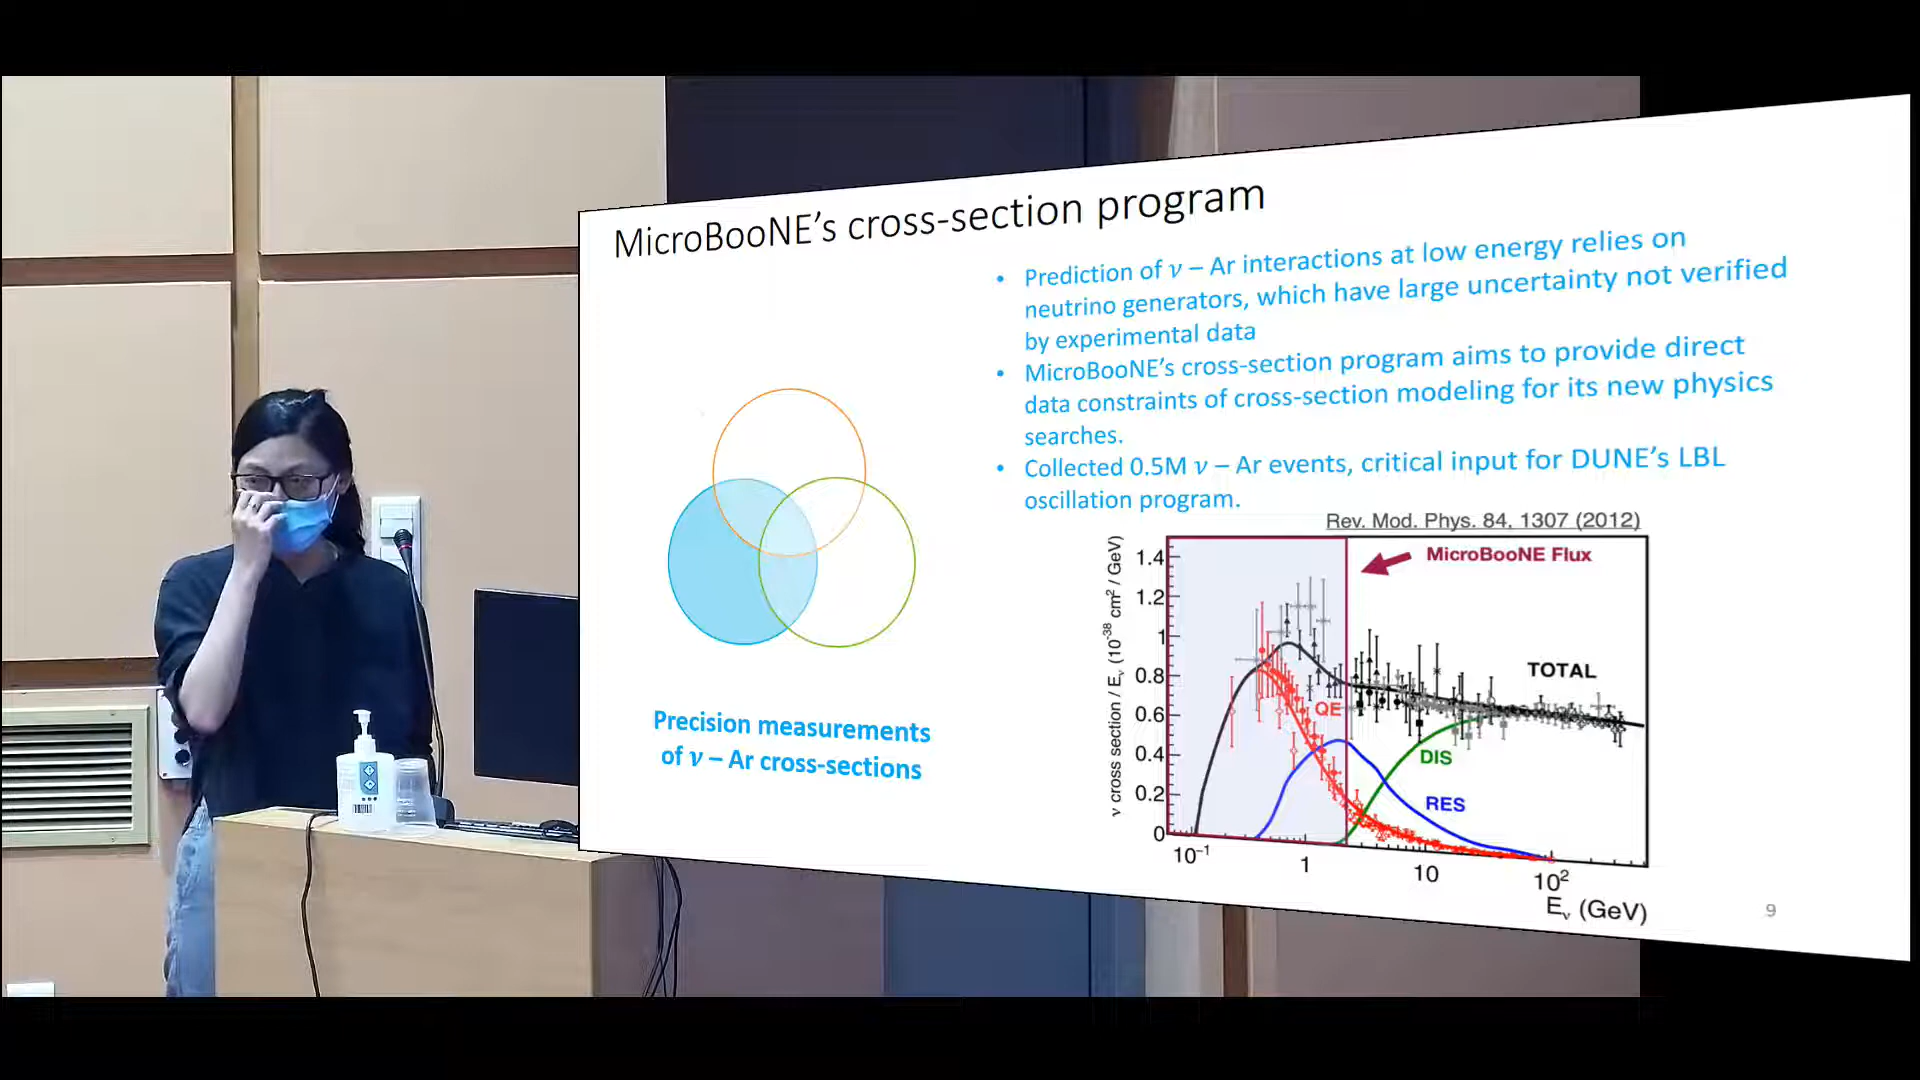 MicroBooNE's cross-section program
• Prediction of ν – Ar interactions at low energy relies on
neutrino generators, which have large uncertainty not verified
by experimental data
• MicroBooNE's cross-section program aims to provide direct
data constraints of cross-section modeling for its new physics
searches.
• Collected 0.5M ν – Ar events, critical input for DUNE's LBL
oscillation program.
Precision measurements
of ν – Ar cross-sections
Rev. Mod. Phys. 84, 1307 (2012)
MicroBooNE Flux
TOTAL
QE
DIS
RES
ν cross section / Eν (10⁻³⁸ cm² / GeV)
1.4
1.2
1
0.8
0.6
0.4
0.2
0
10⁻¹ 1 10 10²
Eν (GeV)
9